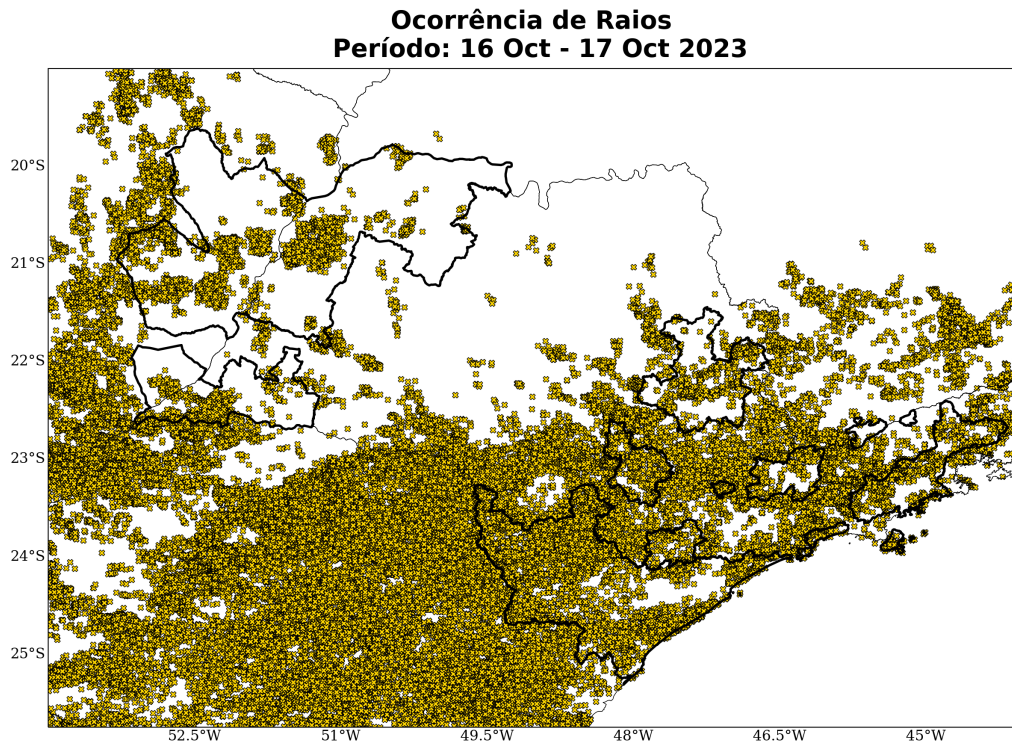 Ocorrência de Raios
Período: 16 Oct - 17 Oct 2023
20°S
21°S
22°S
23°S
24°S
25°S
52.5°W
51°W
49.5°W
48°W
46.5°W
45°W